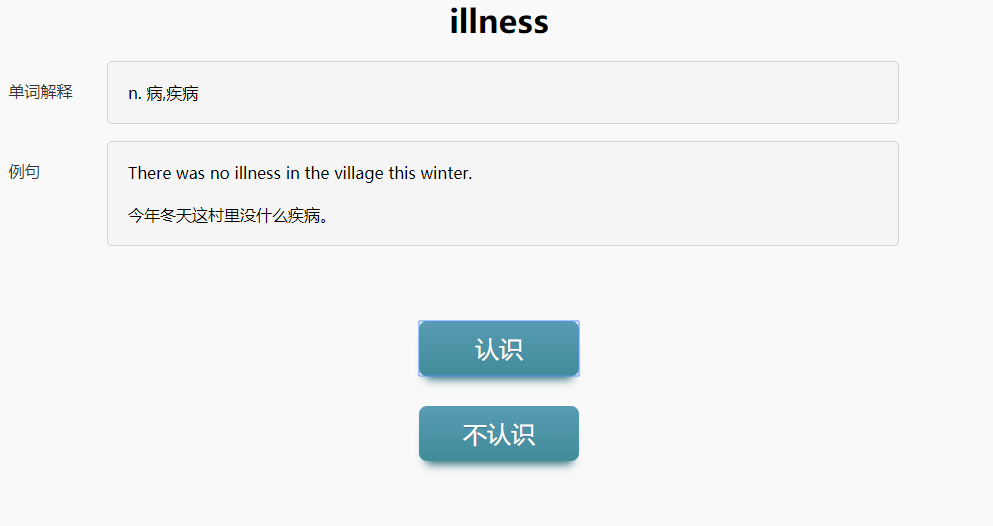 illness
单词解释
n. 病,疾病
例句
There was no illness in the village this winter.
今年冬天这村里没什么疾病。
认识
不认识